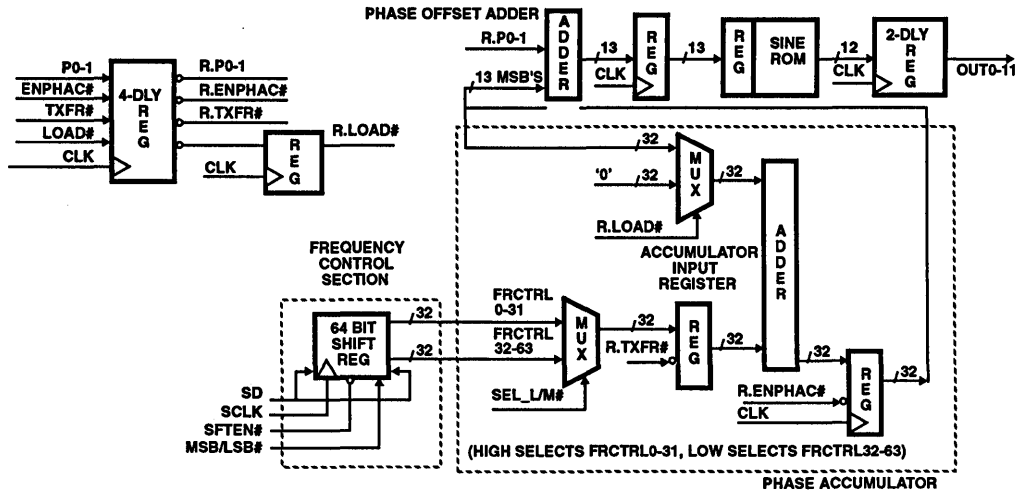 PHASE OFFSET ADDER
R.P0-1
13 MSB'S
ADDER
13
CLK
REG
13
REG
SINE
ROM
12
CLK
2-DLY
REG
OUT0-11
P0-1
ENPHAC#
TXFR#
LOAD#
CLK
4-DLY
REG
R.P0-1
R.ENPHAC#
R.TXFR#
CLK
REG
R.LOAD#
32
'0'
32
MUX
32
R.LOAD#
ADDER
ACCUMULATOR
INPUT
REGISTER
FREQUENCY
CONTROL
SECTION
64 BIT
SHIFT
REG
32
32
FRCTRL
0-31
FRCTRL
32-63
MUX
32
R.TXFR#
REG
32
32
R.ENPHAC#
CLK
REG
32
SEL_L/M#
SD
SCLK
SFTEN#
MSB/LSB#
(HIGH SELECTS FRCTRL0-31, LOW SELECTS FRCTRL32-63)
PHASE ACCUMULATOR